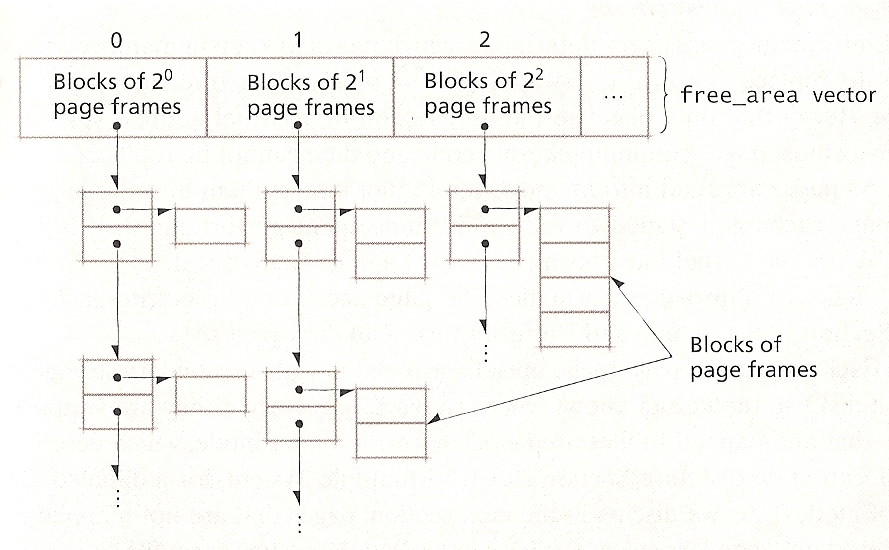 0
1
2
Blocks of 2⁰
page frames
Blocks of 2¹
page frames
Blocks of 2²
page frames
...
free_area vector
Blocks of
page frames